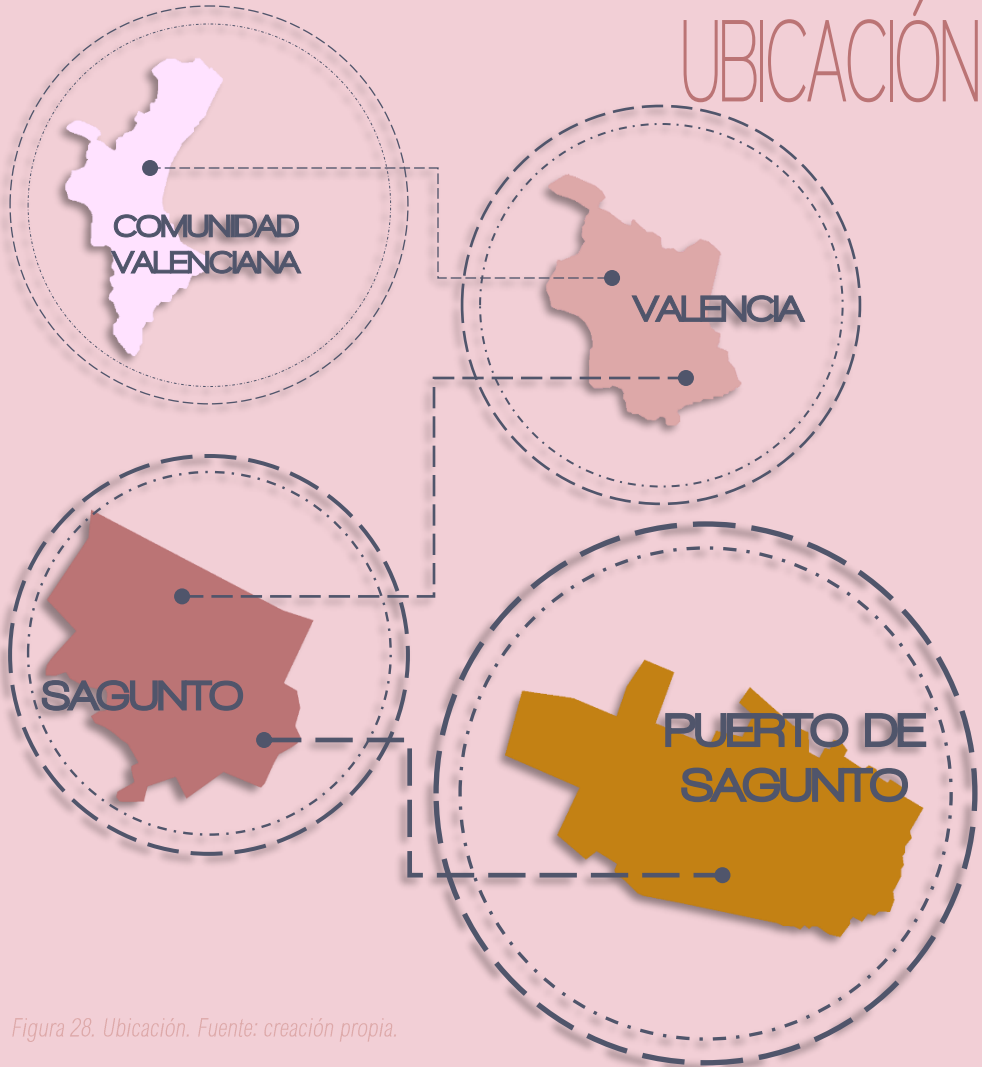 UBICACIÓN
COMUNIDAD
VALENCIANA
VALENCIA
SAGUNTO
PUERTO DE
SAGUNTO
Figura 28. Ubicación. Fuente: creación propia.